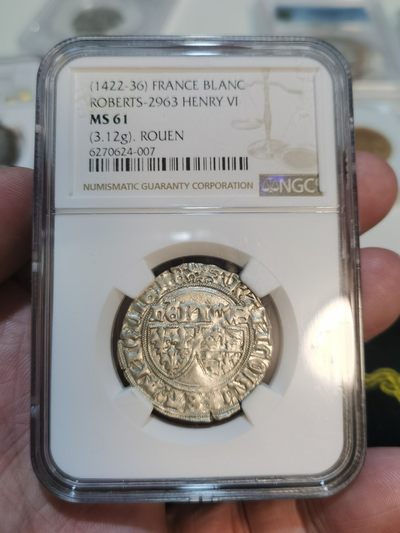 (1422-36) FRANCE BLANC
ROBERTS-2963 HENRY VI
MS 61
(3.12g). ROUEN
6270624-007
NUMISMATIC GUARANTY CORPORATION
NGC